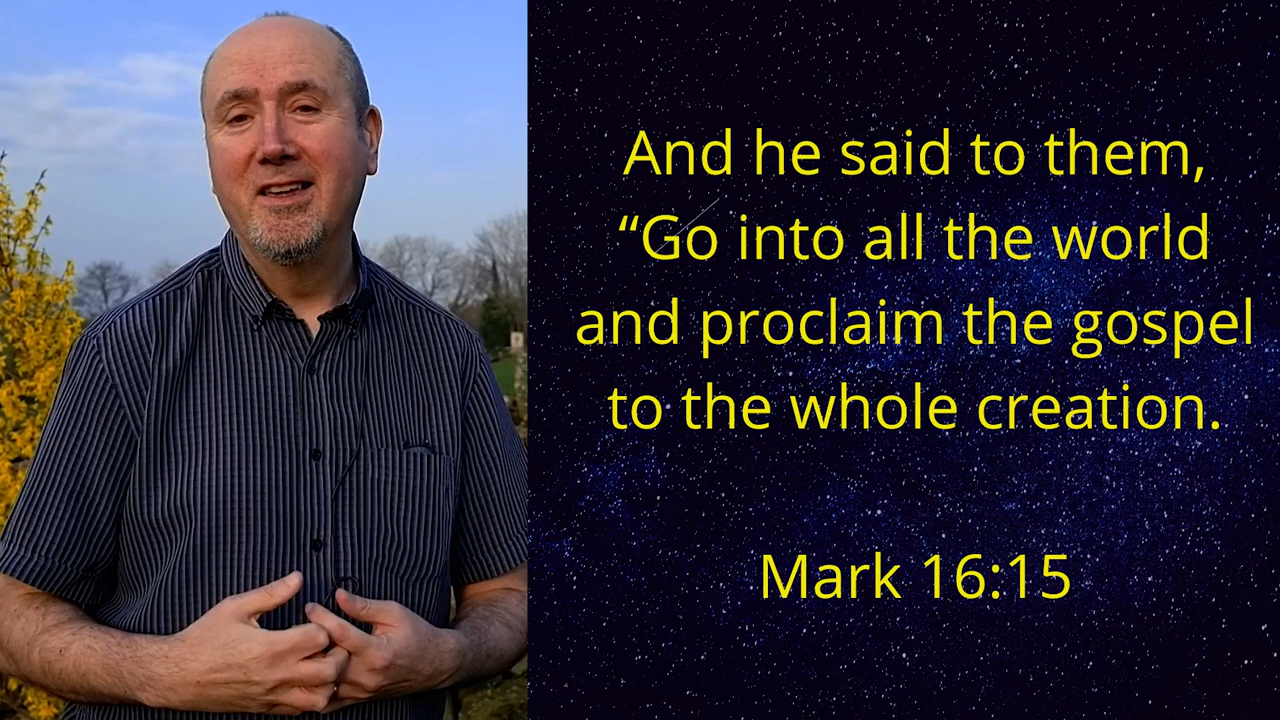 And he said to them,
“Go into all the world
and proclaim the gospel
to the whole creation.
Mark 16:15